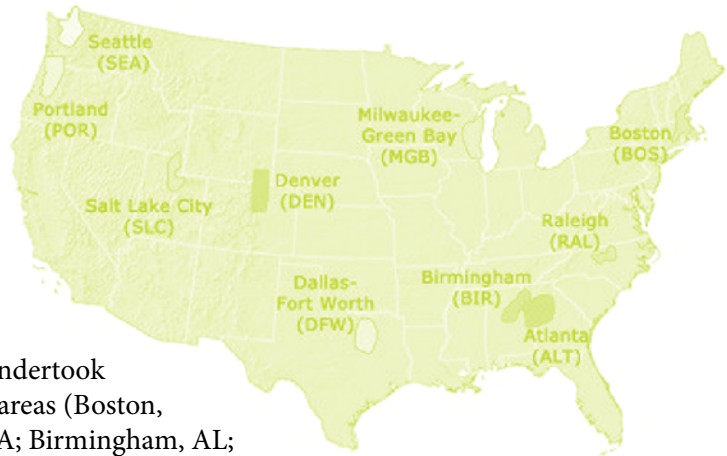 Seattle
(SEA)
Portland
(POR)
Milwaukee-
Green Bay
(MGB)
Boston
(BOS)
Denver
(DEN)
Salt Lake City
(SLC)
Raleigh
(RAL)
Dallas-
Fort Worth
(DFW)
Birmingham
(BIR)
Atlanta
(ALT)
ndertook
areas (Boston,
A; Birmingham, AL;